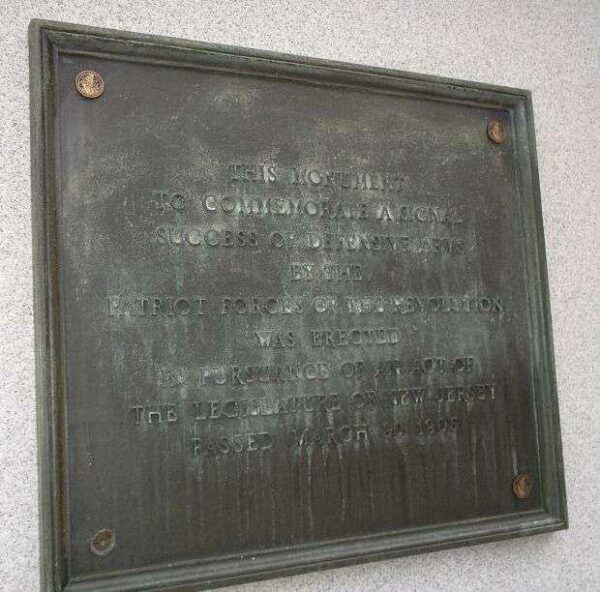 THIS MONUMENT
TO COMMEMORATE A SIGNAL
SUCCESS OF DEFENSIVE ARMS
BY THE
PATRIOT FORCES OF THE REVOLUTION
WAS ERECTED
IN PURSUANCE OF AN ACT OF
THE LEGISLATURE OF NEW JERSEY
PASSED MARCH 1905